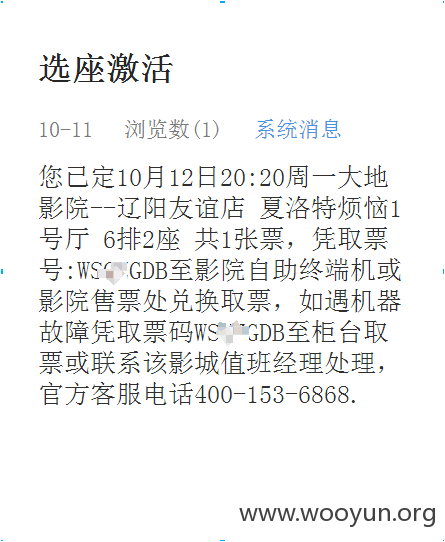 选座激活
10-11 浏览数(1) 系统消息
您已定10月12日20:20周一大地
影院--辽阳友谊店 夏洛特烦恼1
号厅 6排2座 共1张票，凭取票
号:WS GDB至影院自助终端机或
影院售票处兑换取票，如遇机器
故障凭取票码WS GDB至柜台取
票或联系该影城值班经理处理，
官方客服电话400-153-6868.
www.wooyun.org